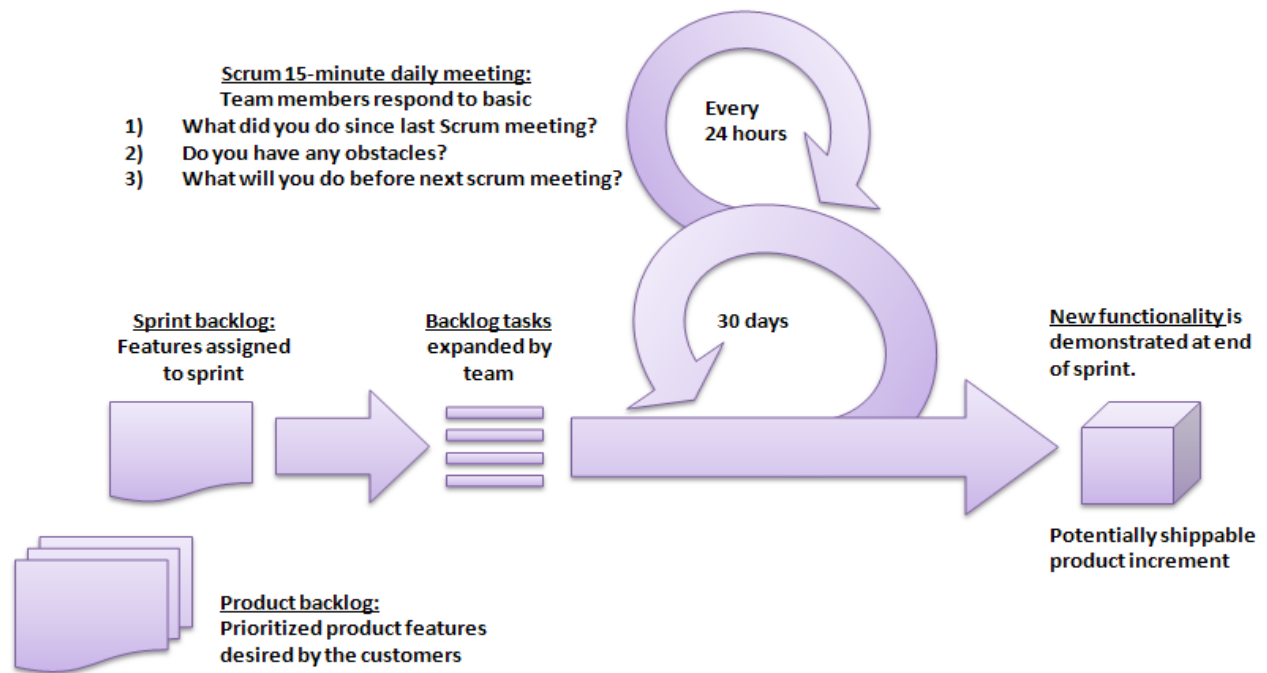 Scrum 15-minute daily meeting:
Team members respond to basic
1) What did you do since last Scrum meeting?
2) Do you have any obstacles?
3) What will you do before next scrum meeting?
Every
24 hours
30 days
Sprint backlog:
Features assigned
to sprint
Backlog tasks
expanded by
team
New functionality is
demonstrated at end
of sprint.
Potentially shippable
product increment
Product backlog:
Prioritized product features
desired by the customers